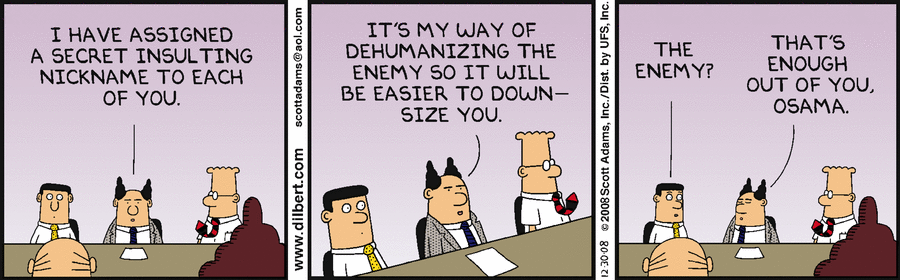 I HAVE ASSIGNED
A SECRET INSULTING
NICKNAME TO EACH
OF YOU.
www.dilbert.com
scottadams@aol.com
IT'S MY WAY OF
DEHUMANIZING THE
ENEMY SO IT WILL
BE EASIER TO DOWN-
SIZE YOU.
12-30-08 © 2008 Scott Adams, Inc./Dist. by UFS, Inc.
THE
ENEMY?
THAT'S
ENOUGH
OUT OF YOU,
OSAMA.